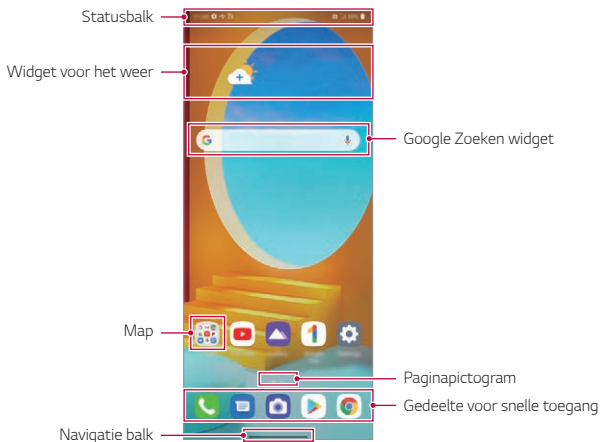 Statusbalk
Widget voor het weer
Google Zoeken widget
Map
Paginapictogram
Gedeelte voor snelle toegang
Navigatie balk